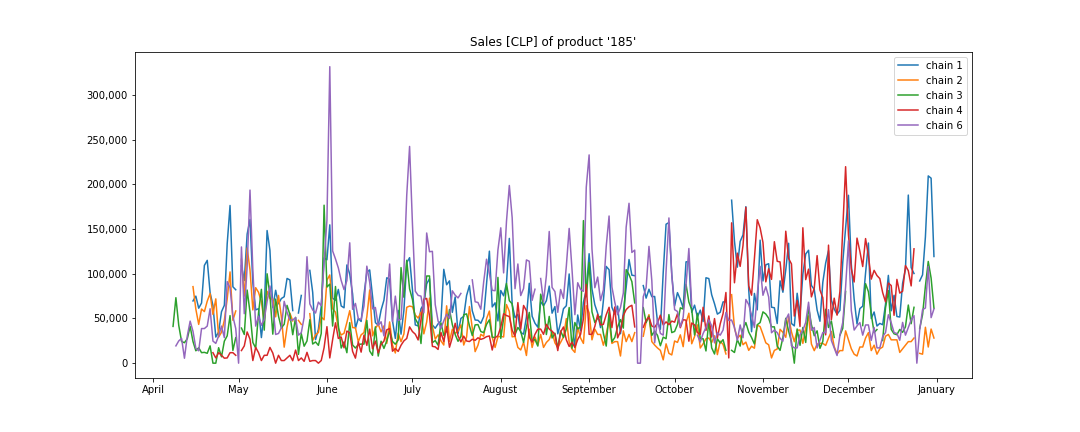 Sales [CLP] of product '185'
chain 1
chain 2
chain 3
chain 4
chain 6
300,000
250,000
200,000
150,000
100,000
50,000
0
April May June July August September October November December January